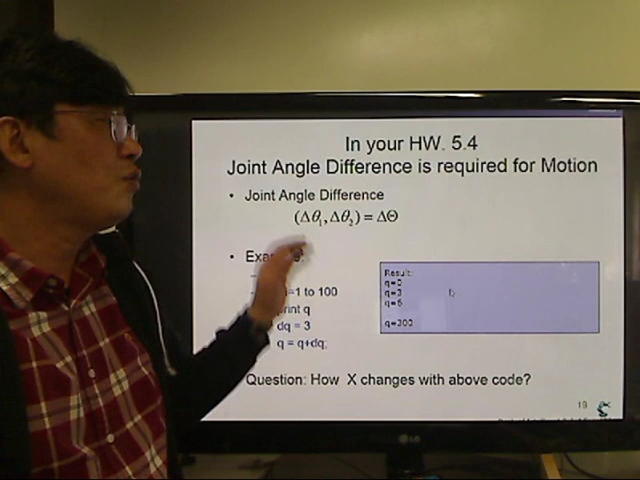 In your HW. 5.4
Joint Angle Difference is required for Motion
• Joint Angle Difference
(Δθ₁,Δθ₂) = ΔΘ
•
=1 to 100
q
dq = 3
q = q+dq;
Result:
q=0
q=3
q=6
q=300
Question: How X changes with above code?
19
LG